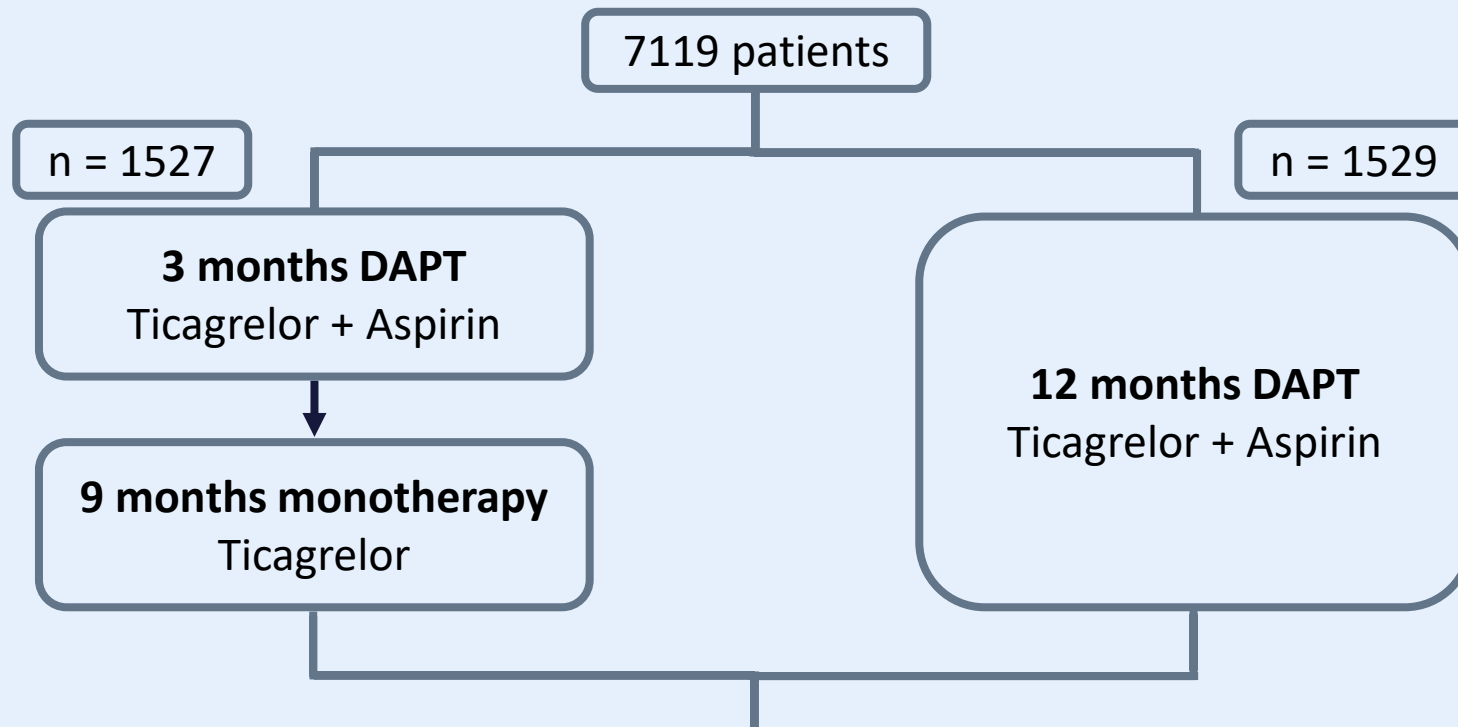 7119 patients
n = 1527
n = 1529
3 months DAPT
Ticagrelor + Aspirin
12 months DAPT
Ticagrelor + Aspirin
9 months monotherapy
Ticagrelor